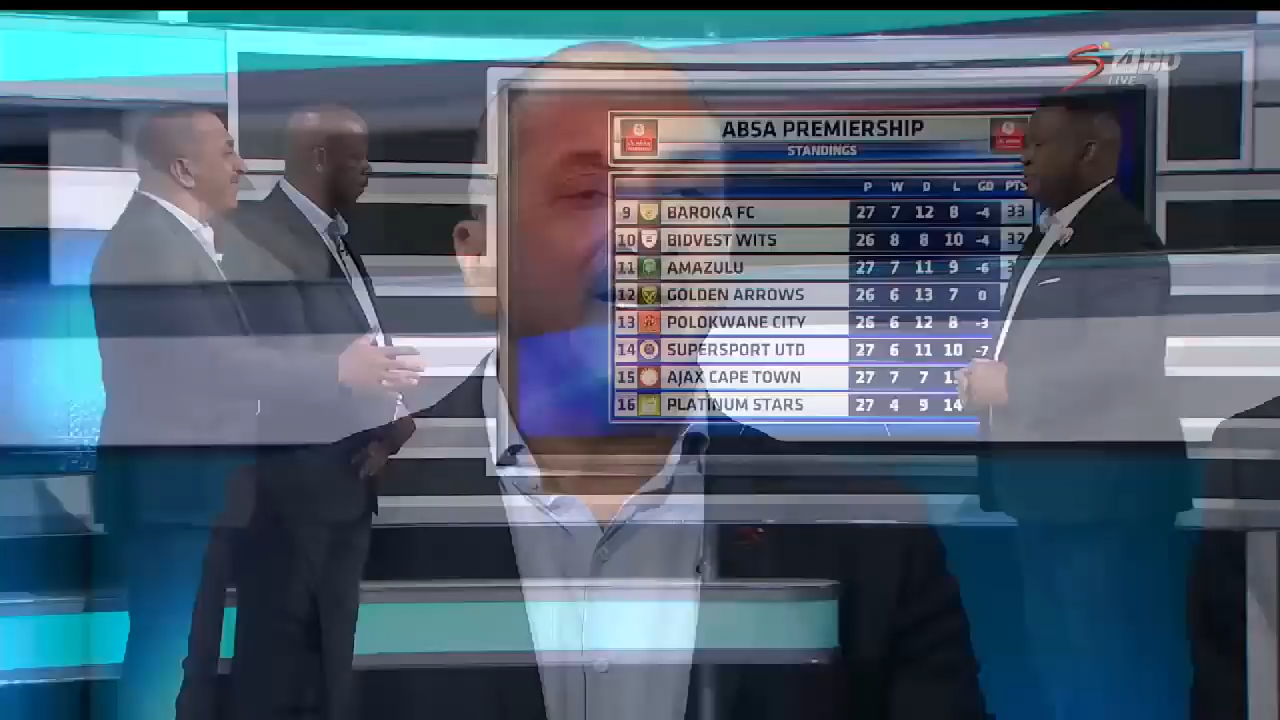 S 4 HD
LIVE
ABSA PREMIERSHIP
STANDINGS
P W D L GD PTS
9 BAROKA FC 27 7 12 8 -4 33
10 BIDVEST WITS 26 8 8 10 -4 32
11 AMAZULU 27 7 11 9 -6
12 GOLDEN ARROWS 26 6 13 7 0
13 POLOKWANE CITY 26 6 12 8 -3
14 SUPERSPORT UTD 27 6 11 10 -7
15 AJAX CAPE TOWN 27 7 7
16 PLATINUM STARS 27 4 9 14